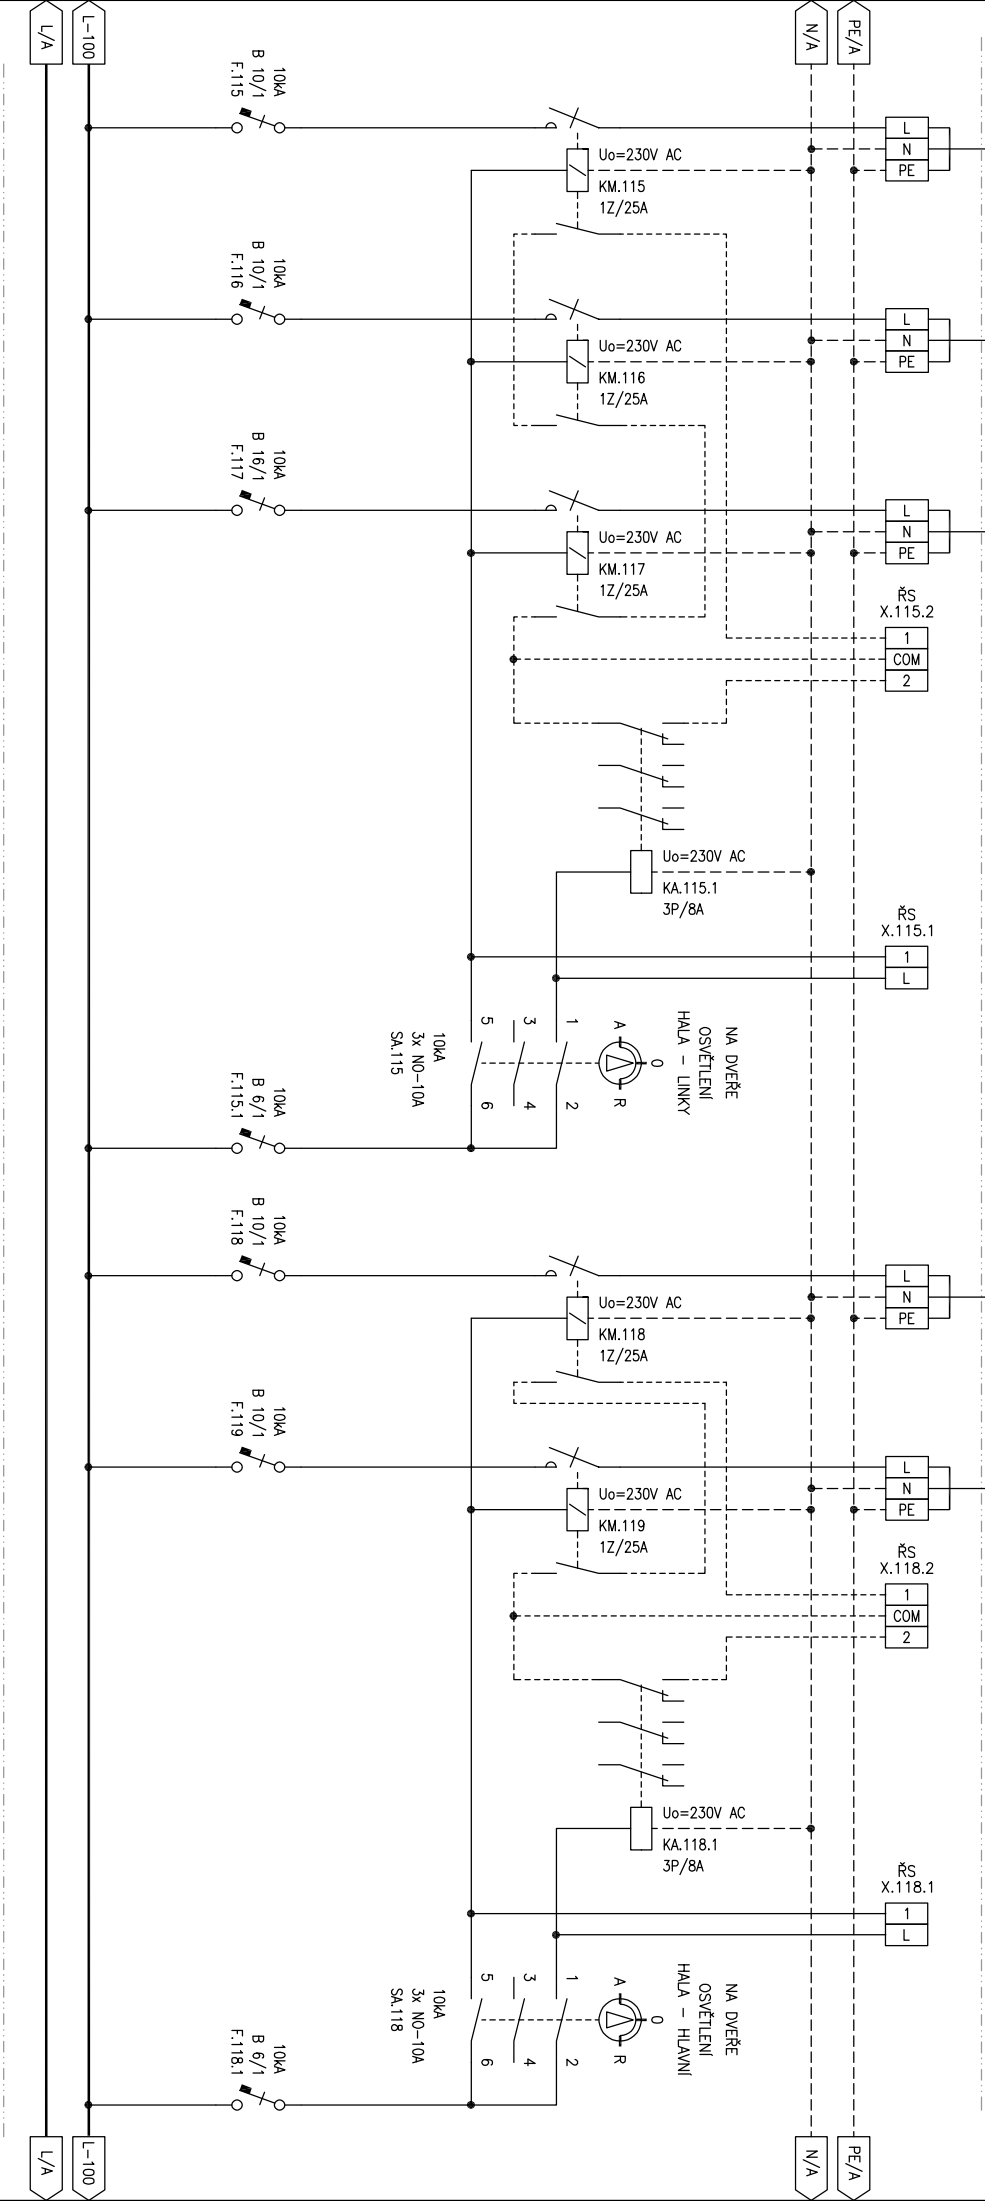 L/A
L-100
N/A
PE/A
10kA
B 10/1
F.115
L
N
PE
Uo=230V AC
KM.115
1Z/25A
10kA
B 10/1
F.116
L
N
PE
Uo=230V AC
KM.116
1Z/25A
10kA
B 16/1
F.117
L
N
PE
Uo=230V AC
KM.117
1Z/25A
ŘS
X.115.2
1
COM
2
Uo=230V AC
KA.115.1
3P/8A
ŘS
X.115.1
1
L
NA DVEŘE
OSVĚTLENÍ
HALA - LINKY
A
0
R
1
3
5
2
4
6
10kA
3x NO-10A
SA.115
10kA
B 6/1
F.115.1
10kA
B 10/1
F.118
L
N
PE
Uo=230V AC
KM.118
1Z/25A
10kA
B 10/1
F.119
L
N
PE
Uo=230V AC
KM.119
1Z/25A
ŘS
X.118.2
1
COM
2
Uo=230V AC
KA.118.1
3P/8A
ŘS
X.118.1
1
L
NA DVEŘE
OSVĚTLENÍ
HALA - HLAVNÍ
A
0
R
1
3
5
2
4
6
10kA
3x NO-10A
SA.118
10kA
B 6/1
F.118.1
L/A
L-100
N/A
PE/A